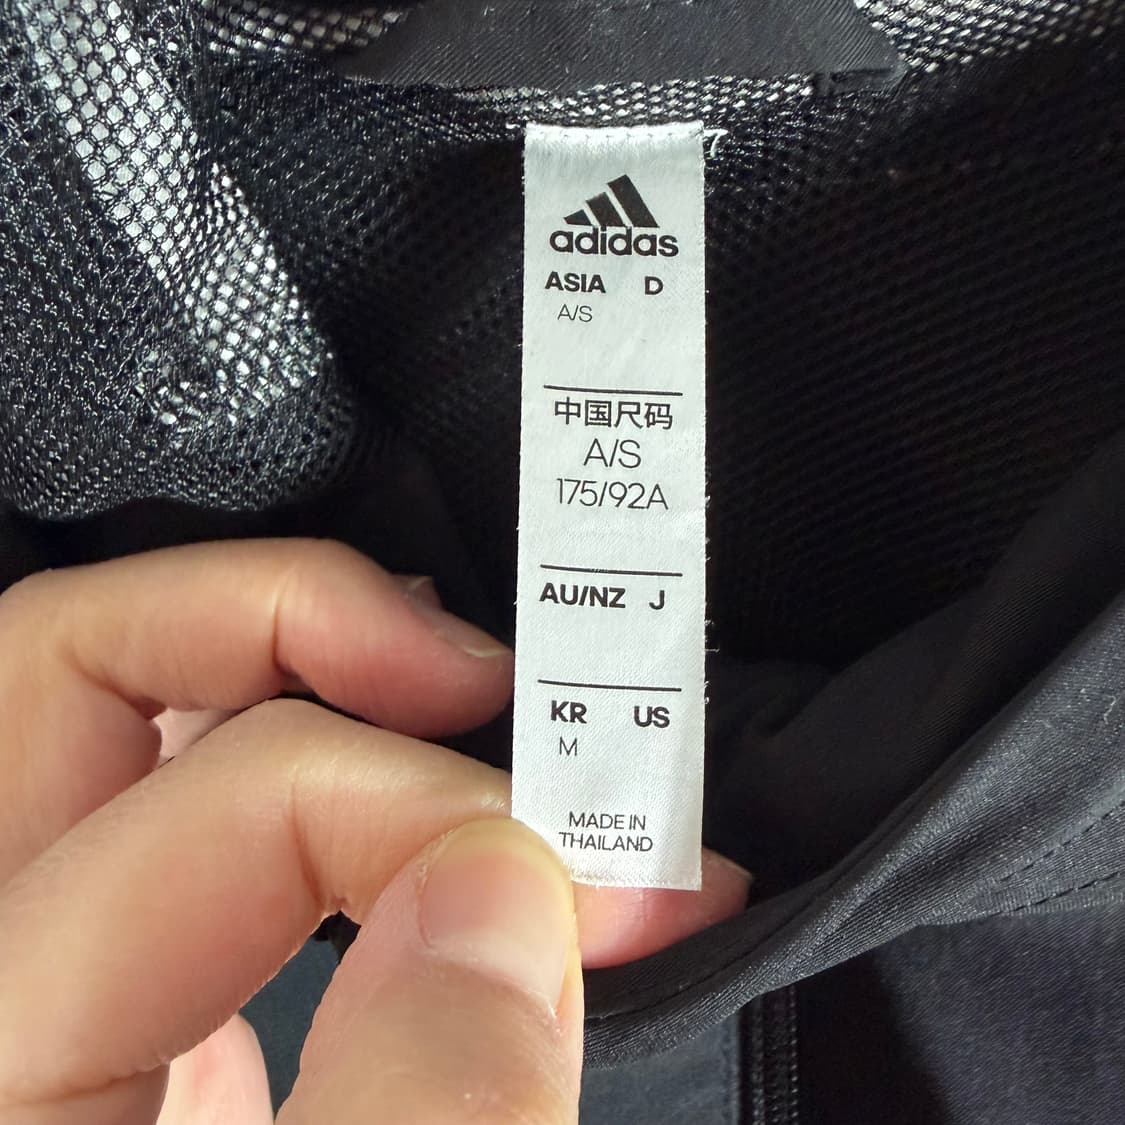 adidas
ASIA D
A/S
中国尺码
A/S
175/92A
AU/NZ J
KR US
M
MADE IN
THAILAND